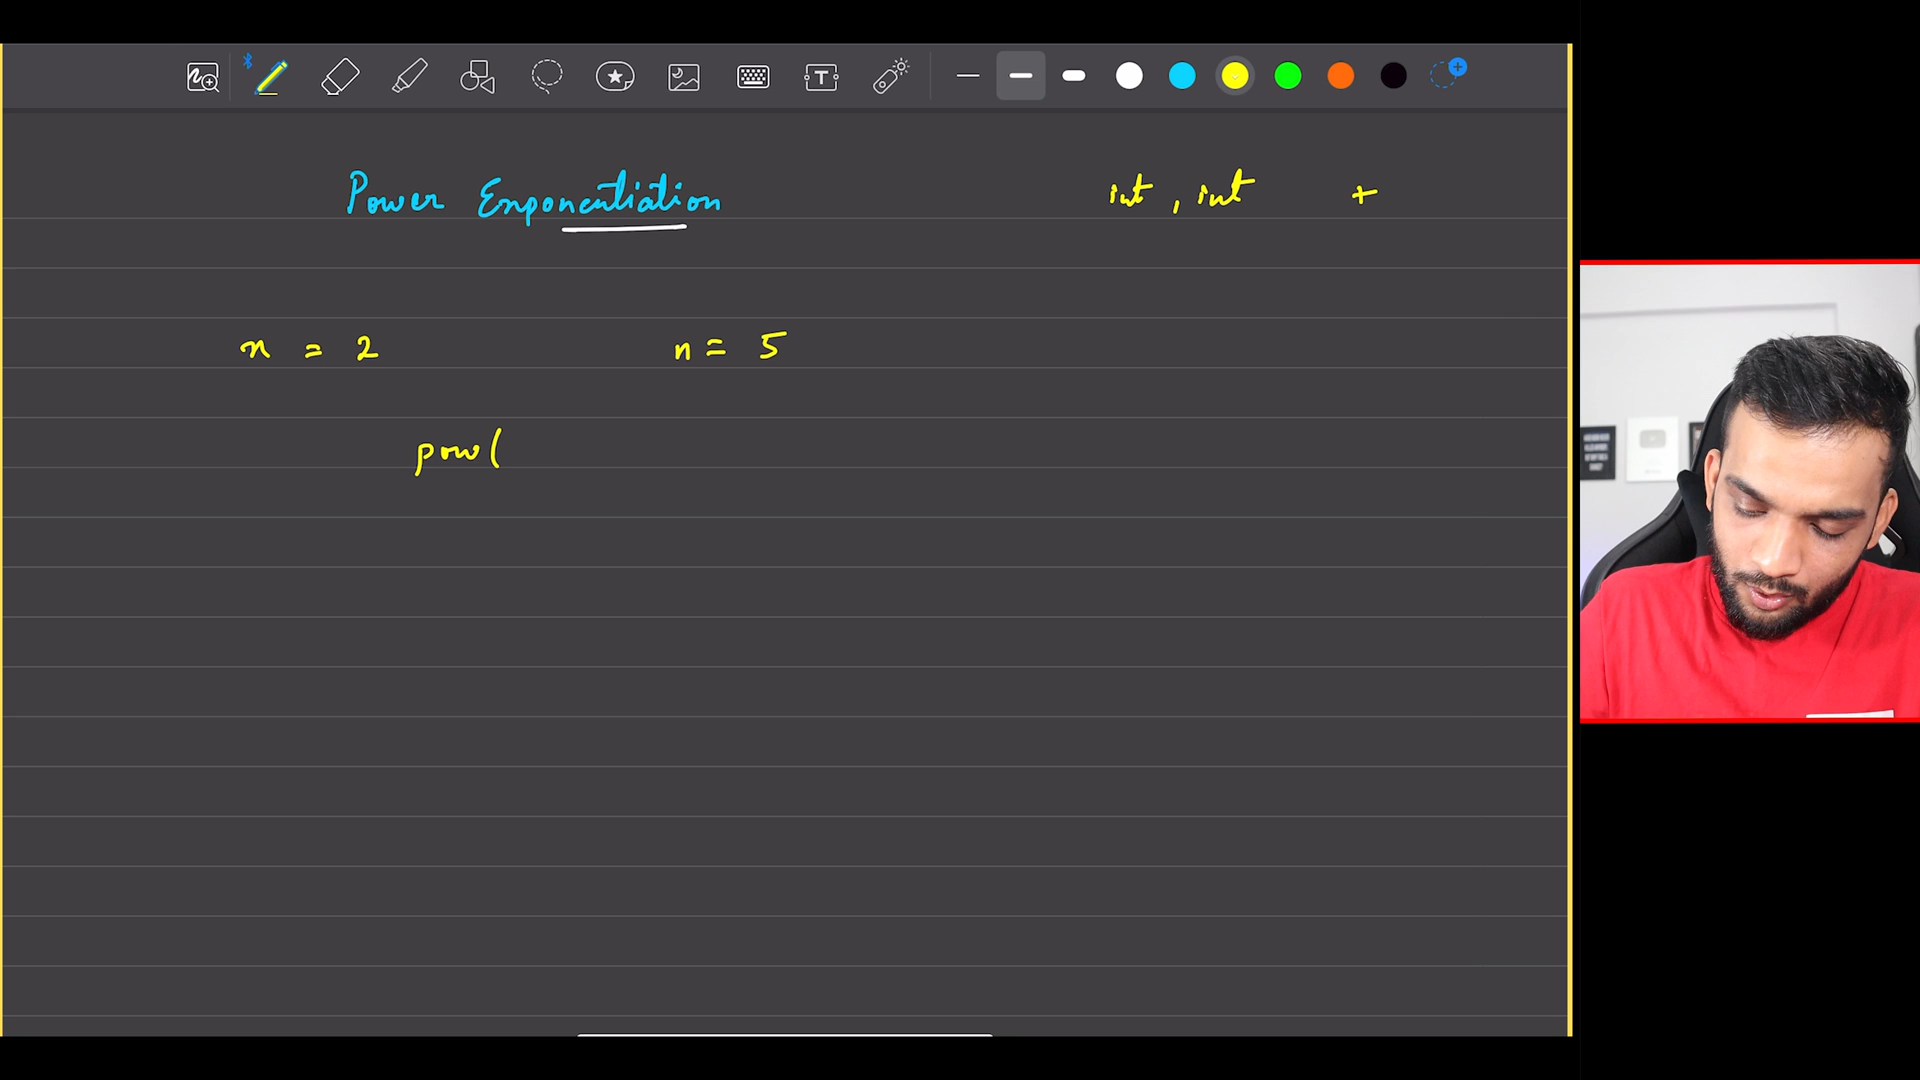 Power Exponentiation
int, int +
x = 2 n = 5
pow(